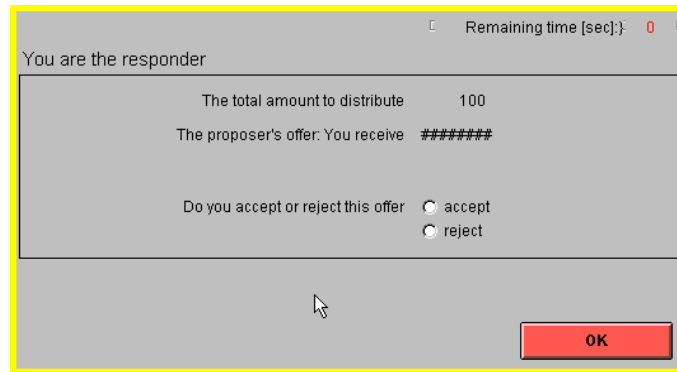 Remaining time [sec]:} 0
You are the responder
The total amount to distribute 100
The proposer's offer: You receive ########
Do you accept or reject this offer accept
reject
OK